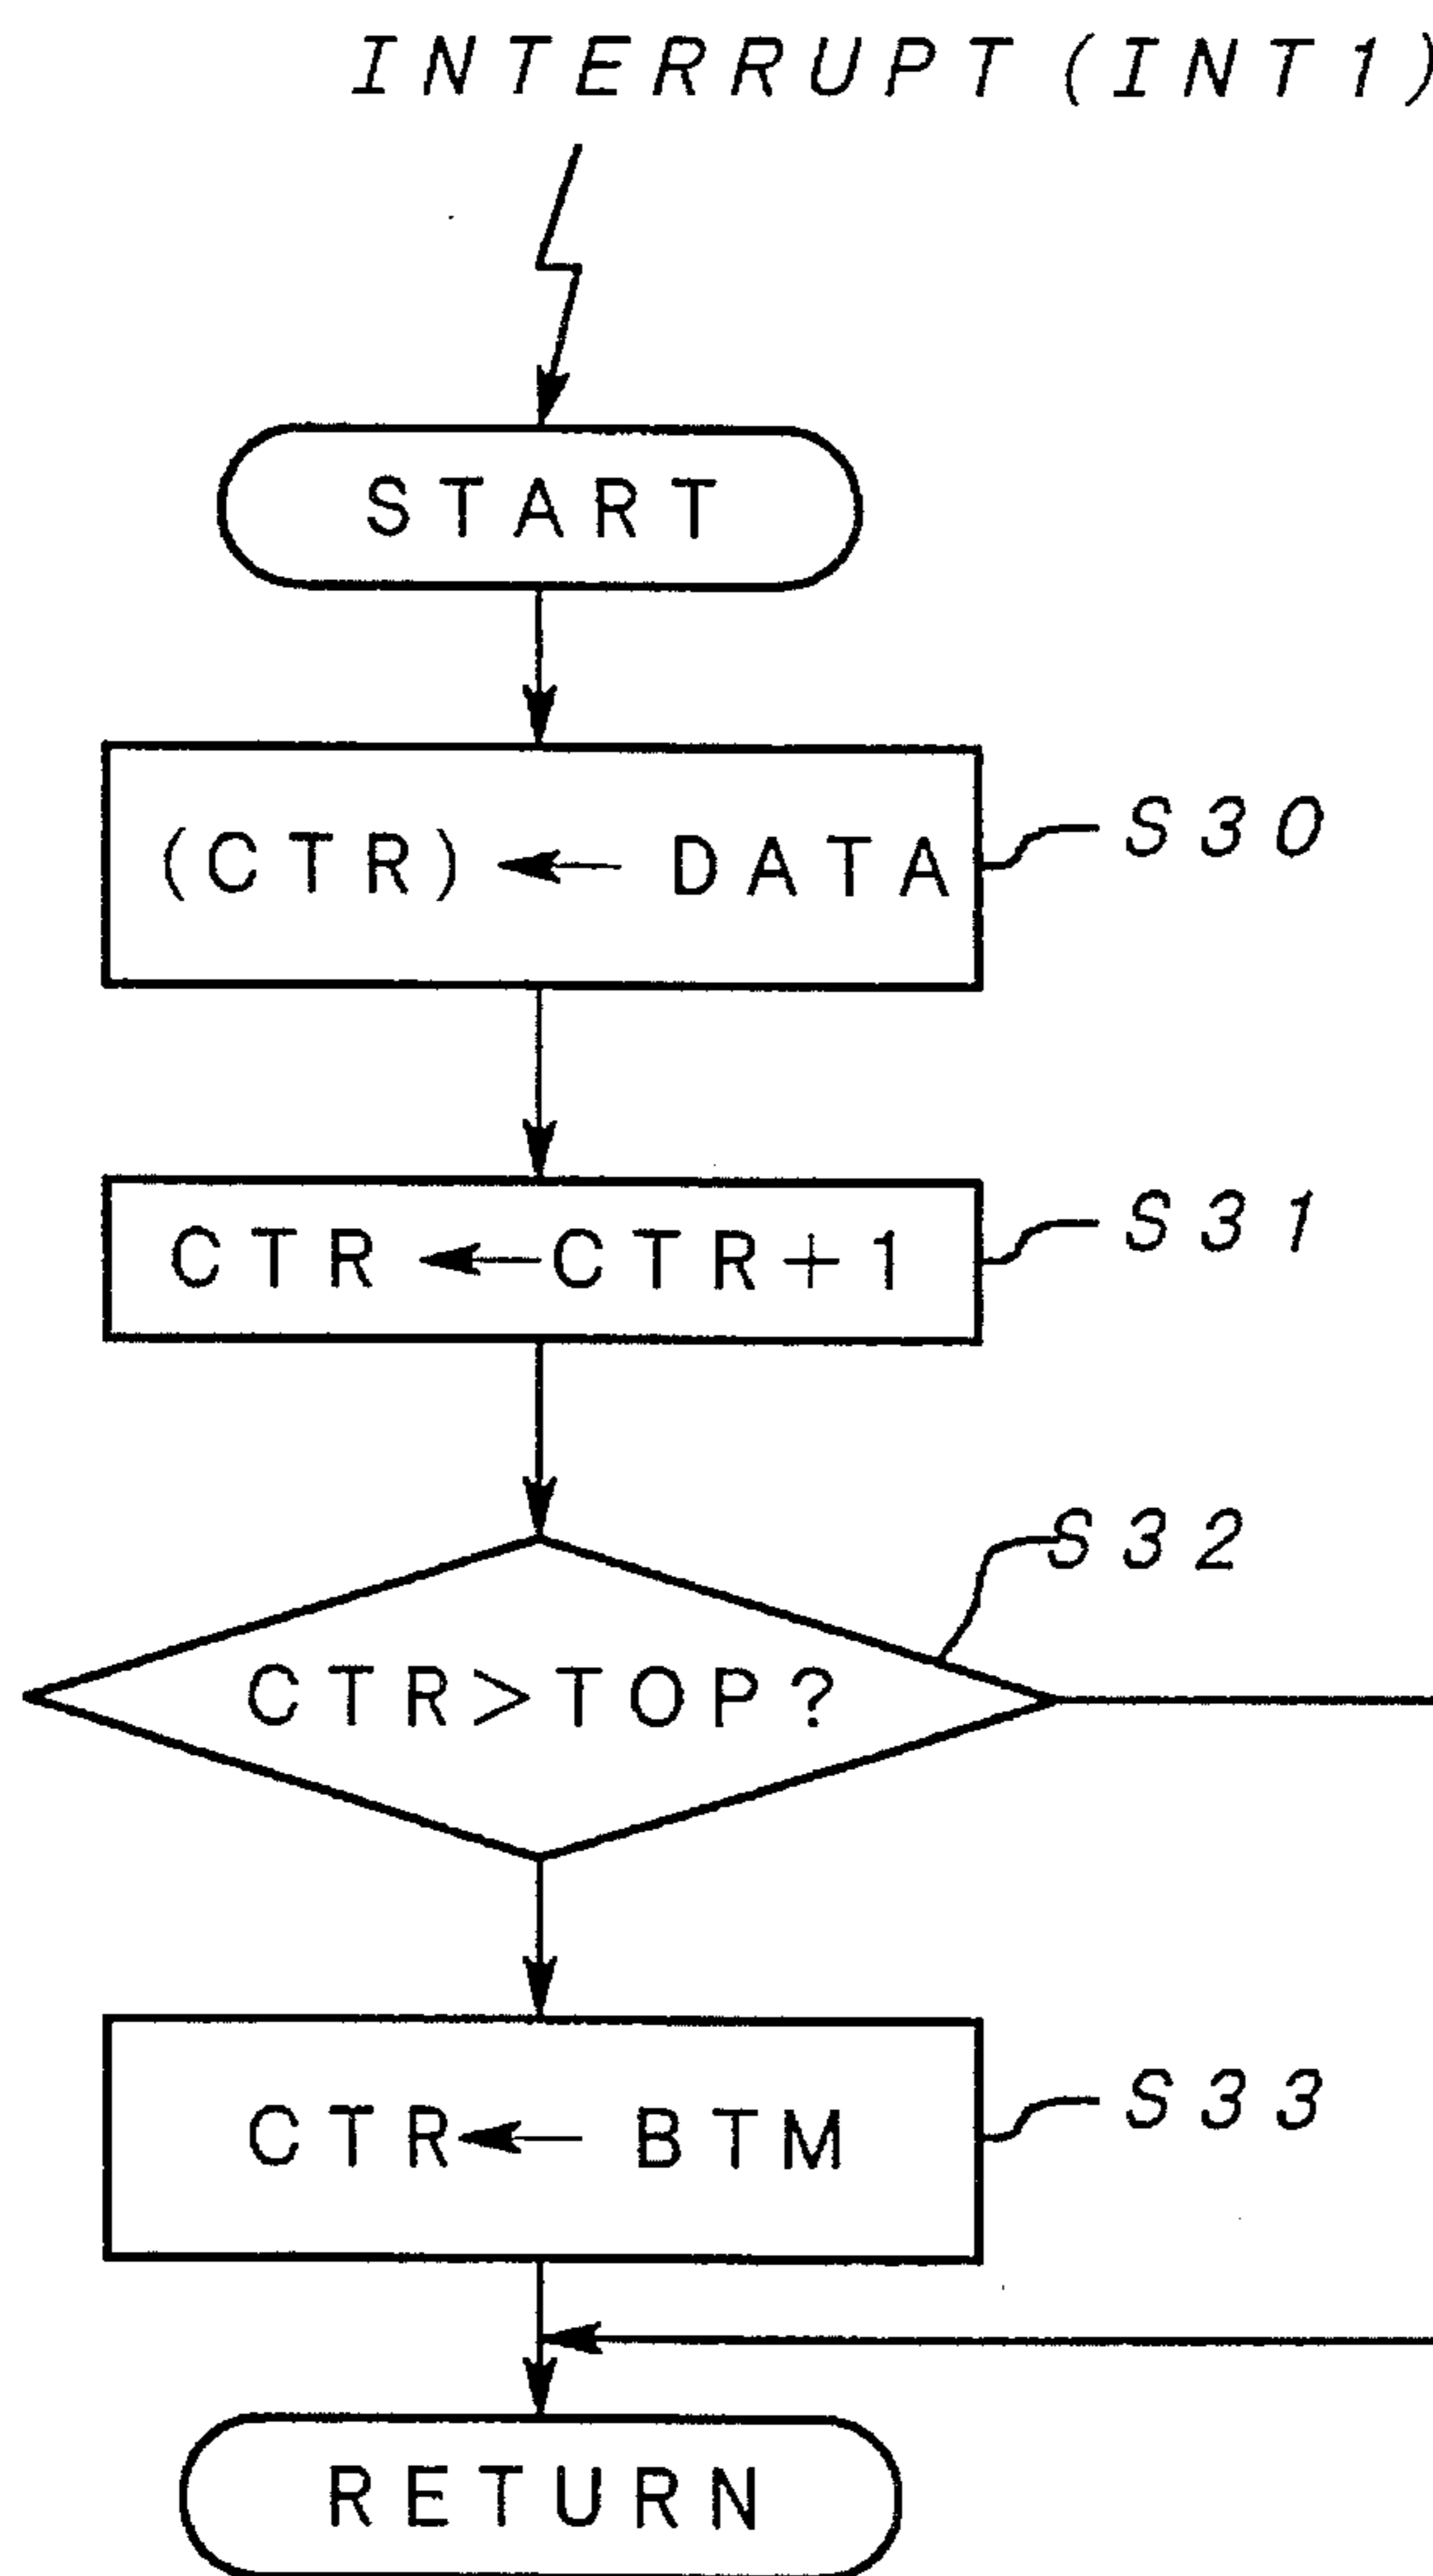 INTERRUPT (INT1)
START
(CTR) ← DATA
S30
CTR ← CTR+1
S31
S32
CTR>TOP?
CTR ← BTM
S33
RETURN